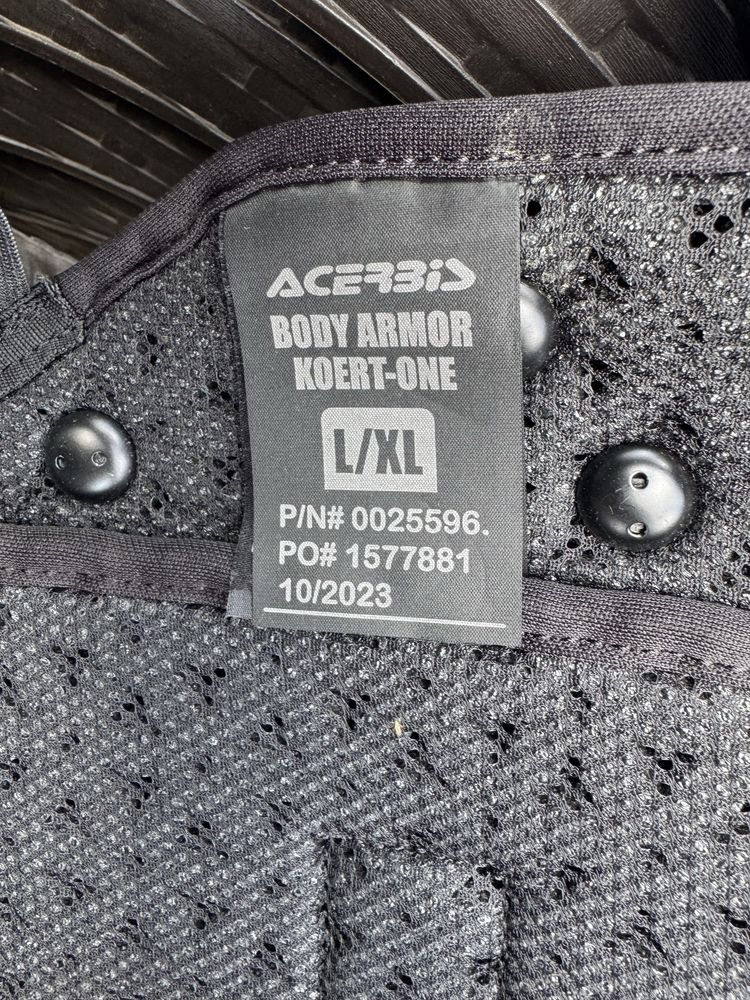 ACERBIS
BODY ARMOR
KOERT-ONE
L/XL
P/N# 0025596.
PO# 1577881
10/2023